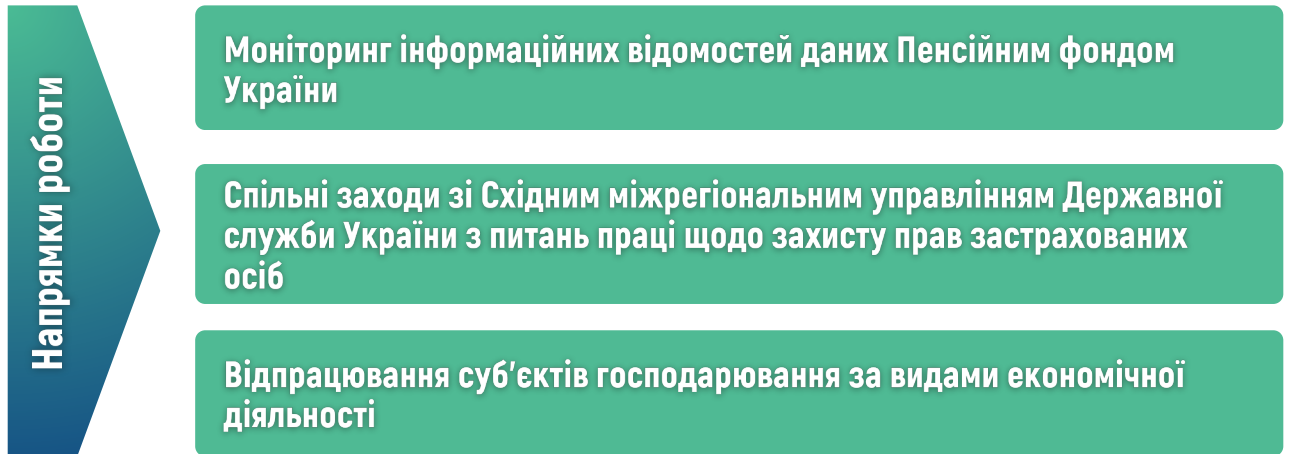 Напрямки роботи
Моніторинг інформаційних відомостей даних Пенсійним фондом
України
Спільні заходи зі Східним міжрегіональним управлінням Державної
служби України з питань праці щодо захисту прав застрахованих
осіб
Відпрацювання суб’єктів господарювання за видами економічної
діяльності